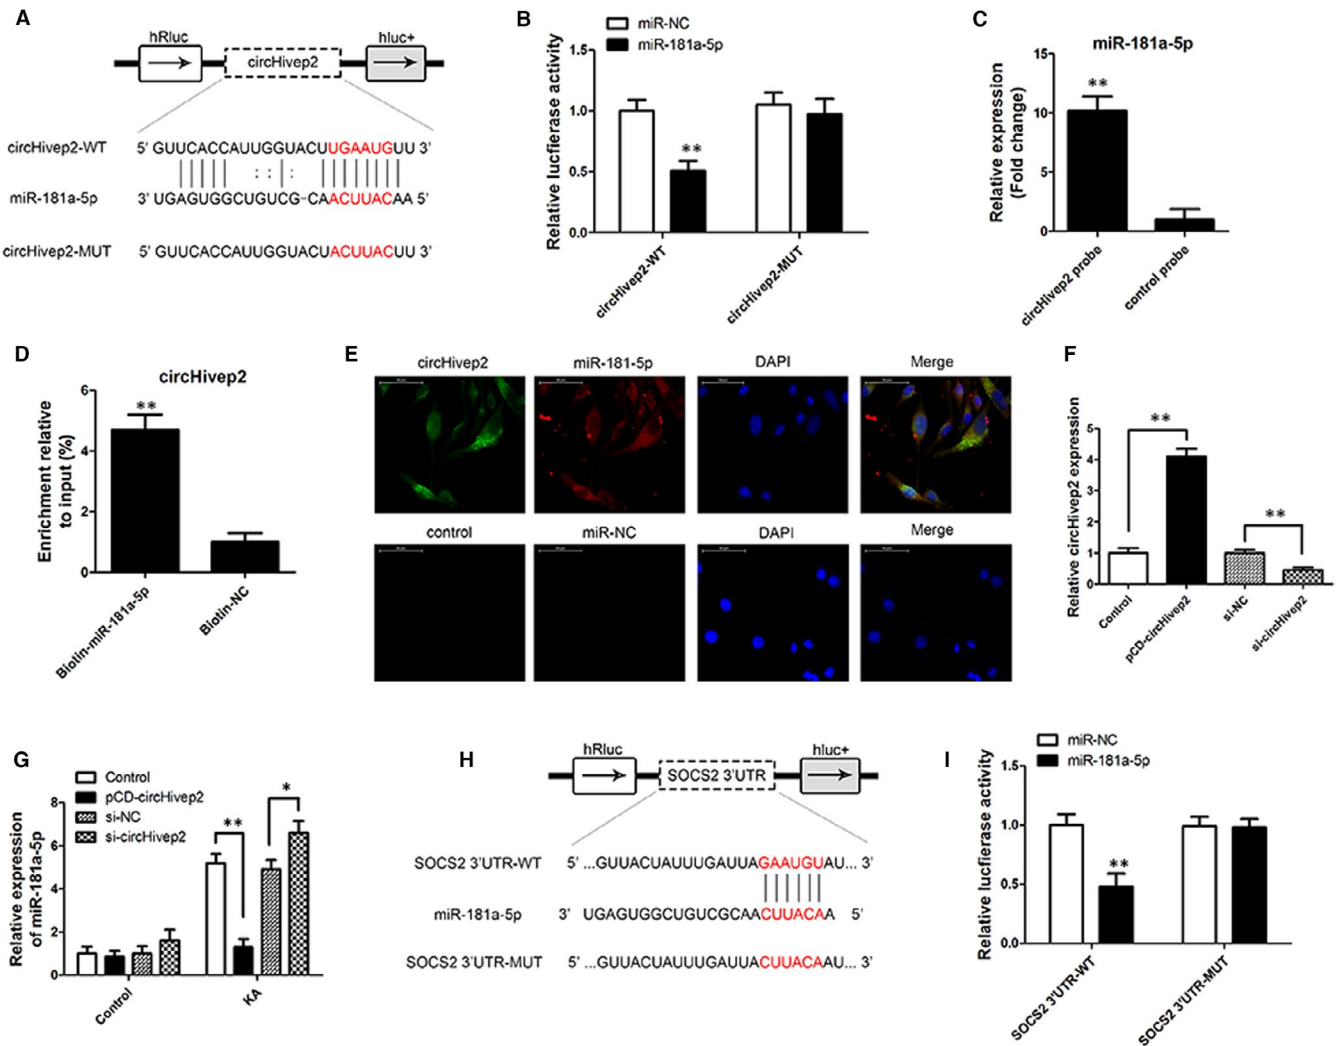 A
hRluc
hluc+
circHivep2
circHivep2-WT
5' GUUCACCAUUGGUACUUGAAUGUU 3'
miR-181a-5p
3' UGAGUGGCUGUCG-CAACUUACAA 5'
circHivep2-MUT
5' GUUCACCAUUGGUACUACUUACUU 3'
B
miR-NC
miR-181a-5p
Relative lucfierase activity
1.5
1.0
0.5
0.0
**
circHivep2-WT
circHivep2-MUT
C
miR-181a-5p
Relative expression
(Fold change)
15
10
5
0
**
circHivep2 probe
control probe
D
circHivep2
Enrichment relative
to input (%)
6
4
2
0
**
Biotin-miR-181a-5p
Biotin-NC
E
circHivep2
miR-181-5p
DAPI
Merge
control
miR-NC
DAPI
Merge
F
Relative circHivep2 expression
5
4
3
2
1
0
**
**
Control
pCD-circHivep2
si-NC
si-circHivep2
G
Control
pCD-circHivep2
si-NC
si-circHivep2
Relative expression
of miR-181a-5p
8
6
4
2
0
**
*
Control
KA
H
hRluc
hluc+
SOCS2 3'UTR
SOCS2 3'UTR-WT
5' ...GUUACUAUUUGAUUAGAAUGUAU... 3'
miR-181a-5p
3' UGAGUGGCUGUCGCAACUUACAA 5'
SOCS2 3'UTR-MUT
5' ...GUUACUAUUUGAUUACUUACAAU... 3'
I
miR-NC
miR-181a-5p
Relative lucfierase activity
1.5
1.0
0.5
0.0
**
SOCS2 3'UTR-WT
SOCS2 3'UTR-MUT